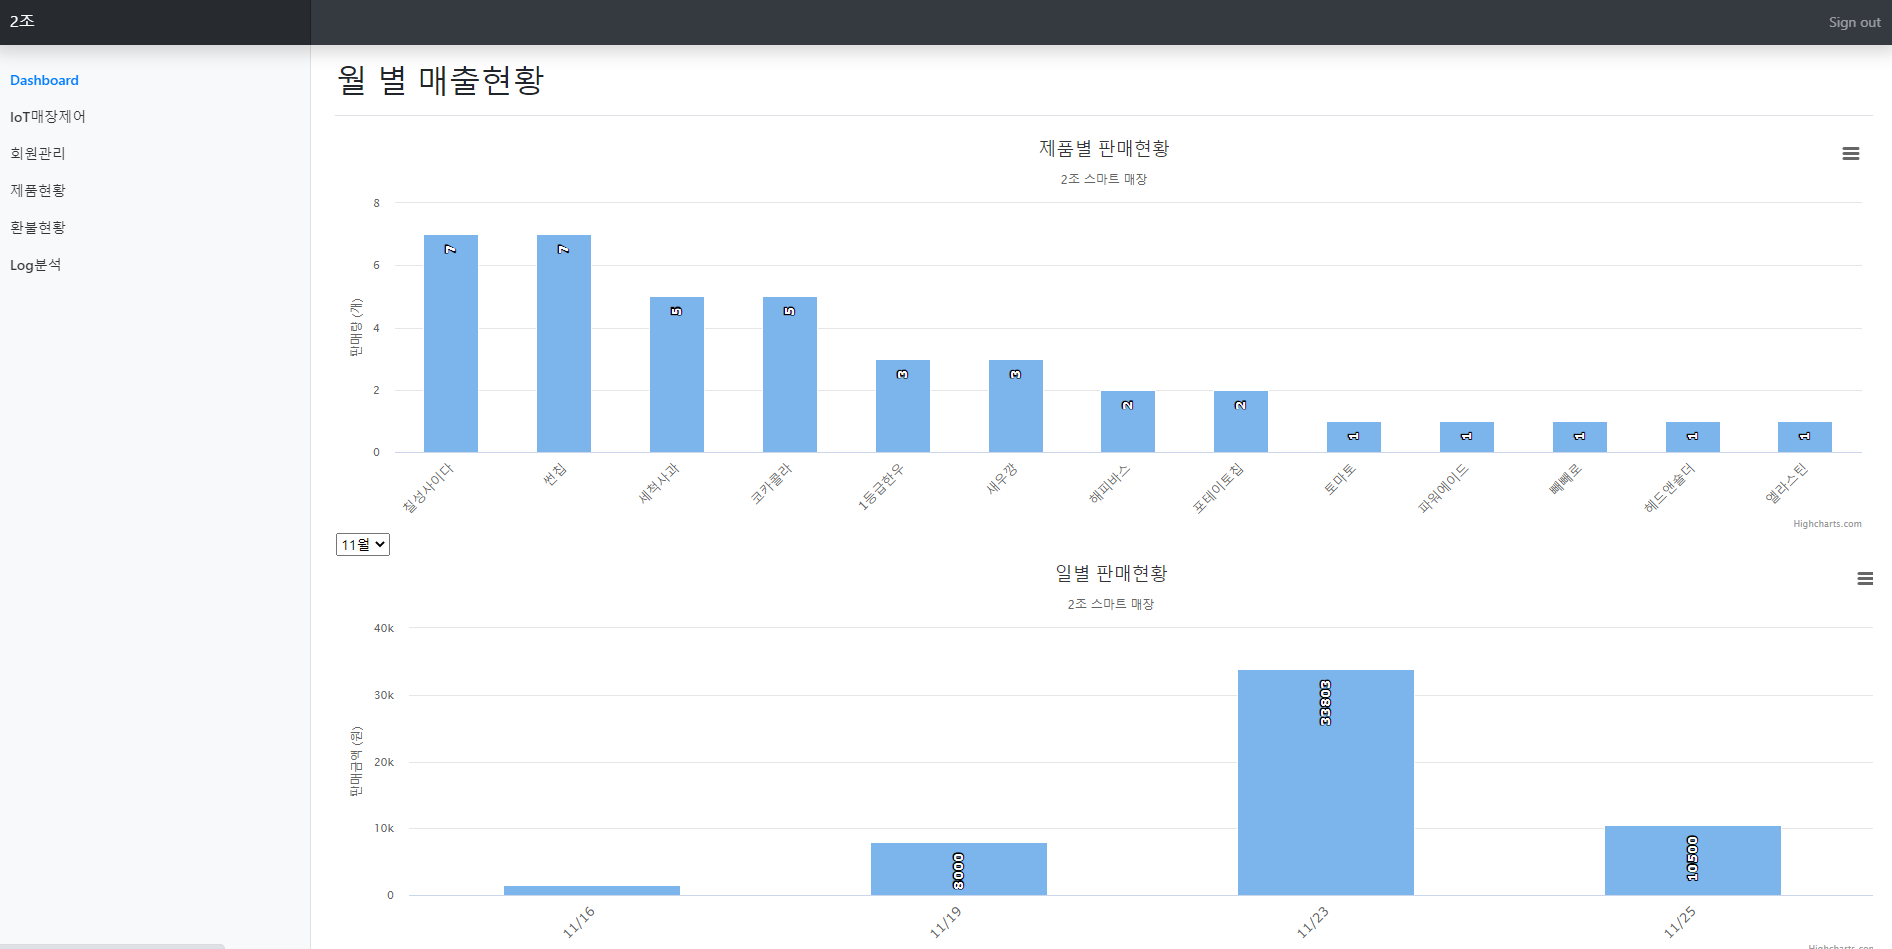 2조
Sign out
Dashboard
IoT매장제어
회원관리
제품현황
환불현황
Log분석
월 별 매출현황
제품별 판매현황
2조 스마트 매장
판매량 (개)
8
6
4
2
0
7
7
5
5
3
3
2
2
1
1
1
1
1
칠성사이다
썬칩
세척사과
코카콜라
1등급한우
새우깡
해피바스
포테이토칩
토마토
파워에이드
빼빼로
헤드앤숄더
엘라스틴
Highcharts.com
11월
일별 판매현황
2조 스마트 매장
판매금액 (원)
40k
30k
20k
10k
0
8000
33803
10500
11/16
11/19
11/23
11/25
Highcharts.com